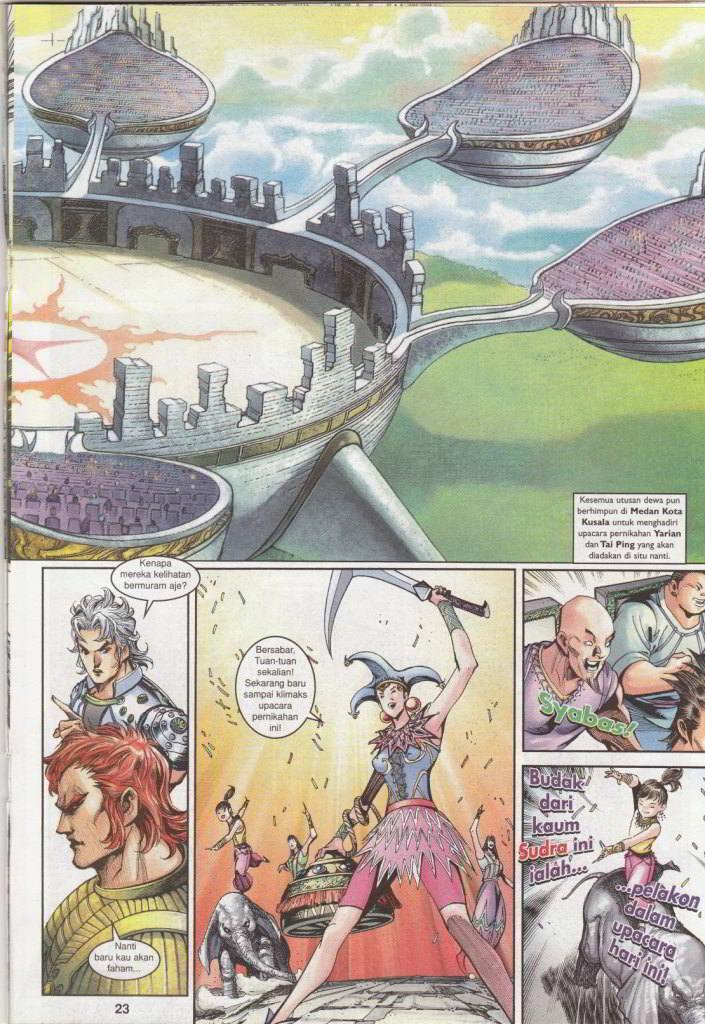 Kesemua utusan dewa pun
berhimpun di Medan Kota
Kusala untuk menghadiri
upacara pernikahan Yarian
dan Tai Ping yang akan
diadakan di situ nanti.
Kenapa
mereka kelihatan
bermuram aje?
Nanti
baru kau akan
faham...
Bersabar,
Tuan-tuan
sekalian!
Sekarang baru
sampai klimaks
upacara
pernikahan
ini!
Syabas!
Budak
dari
kaum
Sudra ini
ialah...
...pelakon
dalam
upacara
hari ini!
23